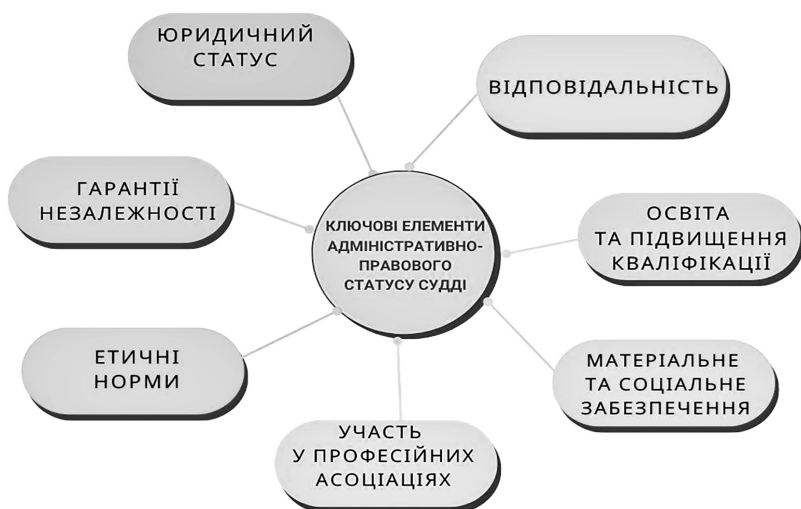 ЮРИДИЧНИЙ
СТАТУС
ВІДПОВІДАЛЬНІСТЬ
ГАРАНТІЇ
НЕЗАЛЕЖНОСТІ
КЛЮЧОВІ ЕЛЕМЕНТИ
АДМІНІСТРАТИВНО-
ПРАВОВОГО
СТАТУСУ СУДДІ
ОСВІТА
ТА ПІДВИЩЕННЯ
КВАЛІФІКАЦІЇ
ЕТИЧНІ
НОРМИ
МАТЕРІАЛЬНЕ
ТА СОЦІАЛЬНЕ
ЗАБЕЗПЕЧЕННЯ
УЧАСТЬ
У ПРОФЕСІЙНИХ
АСОЦІАЦІЯХ